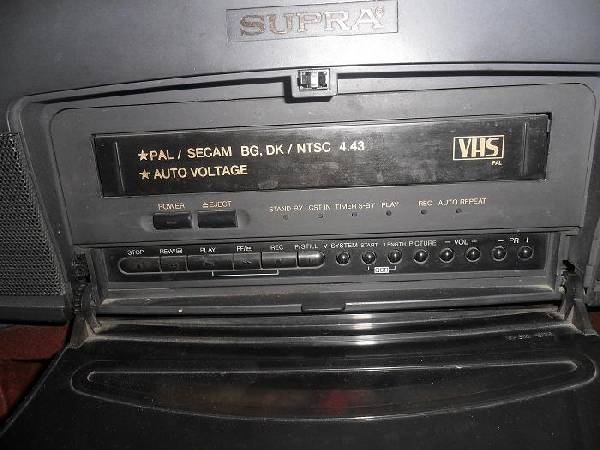 SUPRA
★PAL / SECAM BG, DK / NTSC 4.43
★ AUTO VOLTAGE
VHS
PAL
POWER EJECT
STAND-BY CST IN TIMER S-BY PLAY REC AUTO REPEAT
STOP REW PLAY FF REC P/STILL V.SYSTEM START LENGTH PICTURE − VOL + − PR +